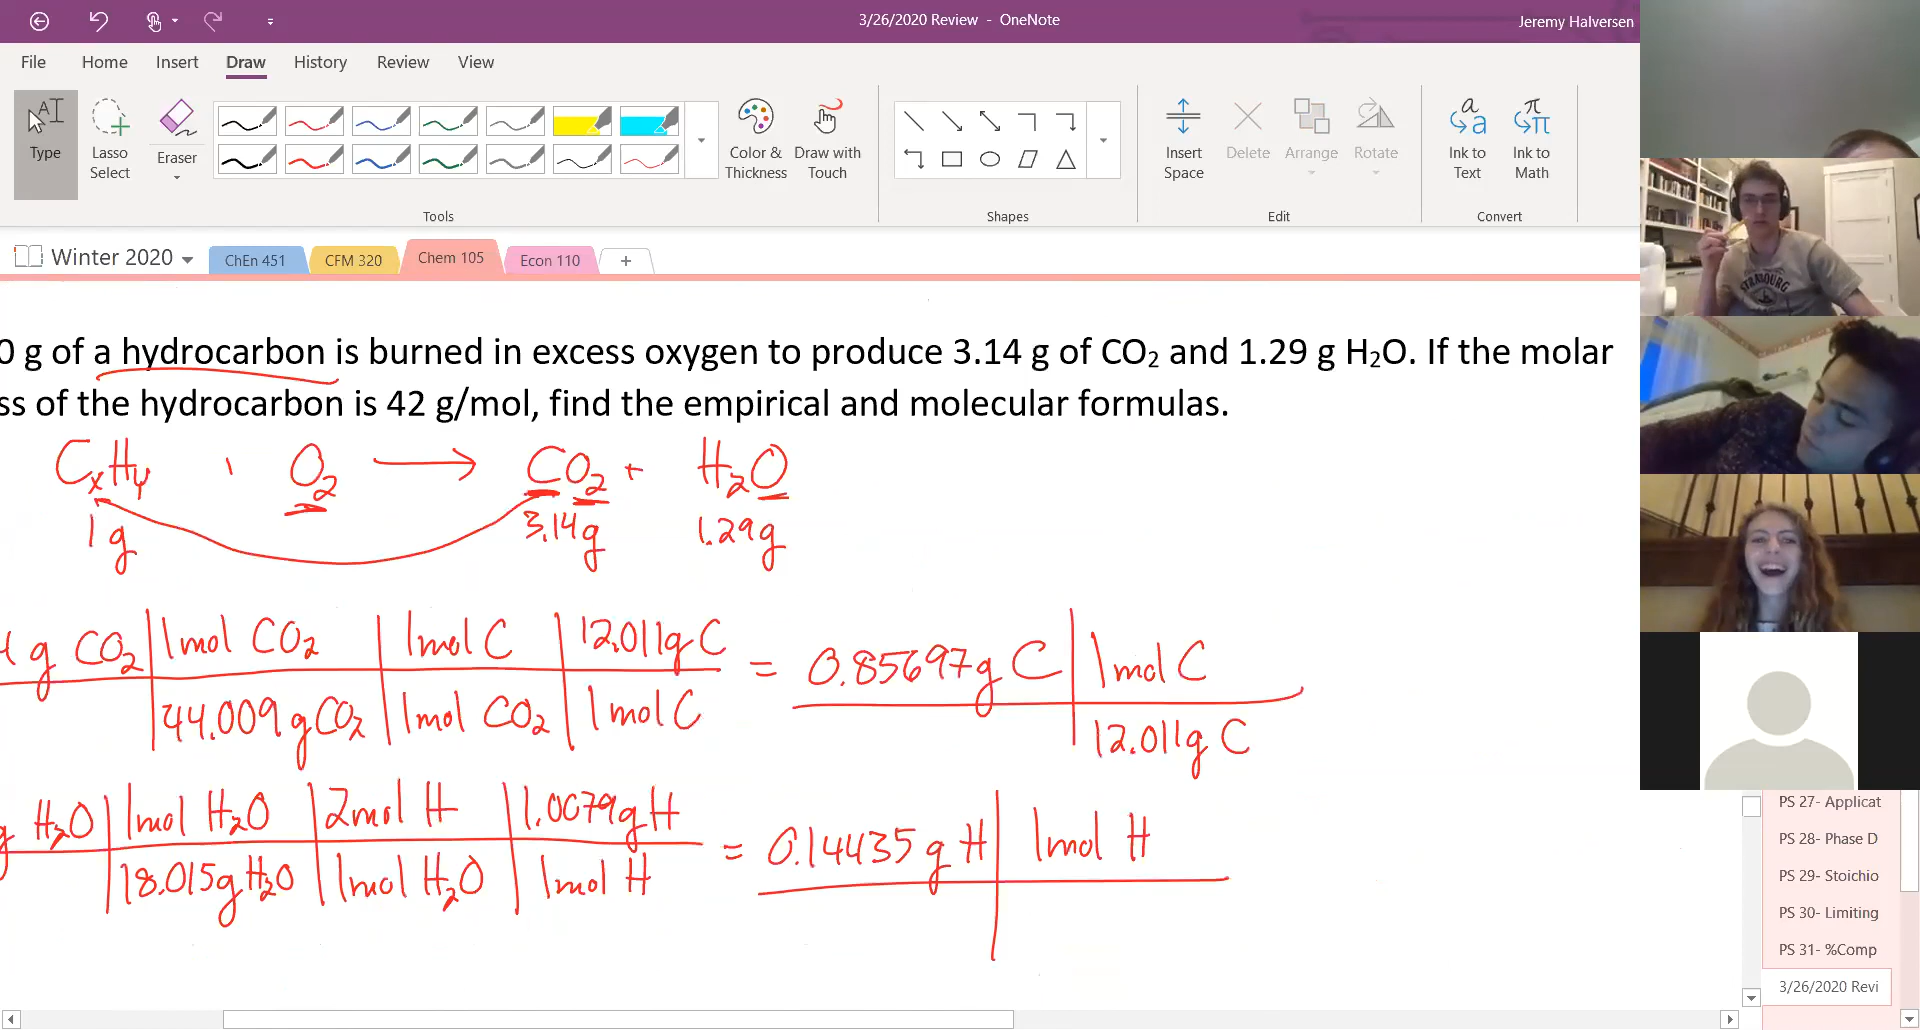 3/26/2020 Review - OneNote
Jeremy Halversen
File Home Insert Draw History Review View
Type
Lasso Select
Eraser
Color & Thickness
Draw with Touch
Insert Space
Delete
Arrange
Rotate
Ink to Text
Ink to Math
Tools
Shapes
Edit
Convert
Winter 2020
ChEn 451
CFM 320
Chem 105
Econ 110
+
0 g of a hydrocarbon is burned in excess oxygen to produce 3.14 g of CO₂ and 1.29 g H₂O. If the molar
ss of the hydrocarbon is 42 g/mol, find the empirical and molecular formulas.
CₓHᵧ + O₂ → CO₂ + H₂O
1g 3.14g 1.29g
4 g CO₂ | 1mol CO₂ | 1mol C | 12.011g C = 0.85697g C | 1mol C
44.009gCO₂ | 1mol CO₂ | 1mol C | 12.011g C
g H₂O | 1mol H₂O | 2mol H | 1.0079gH = 0.14435 g H | 1mol H
18.015gH₂O | 1mol H₂O | 1mol H
STRASBOURG
PS 27- Applicat
PS 28- Phase D
PS 29- Stoichio
PS 30- Limiting
PS 31- %Comp
3/26/2020 Revi